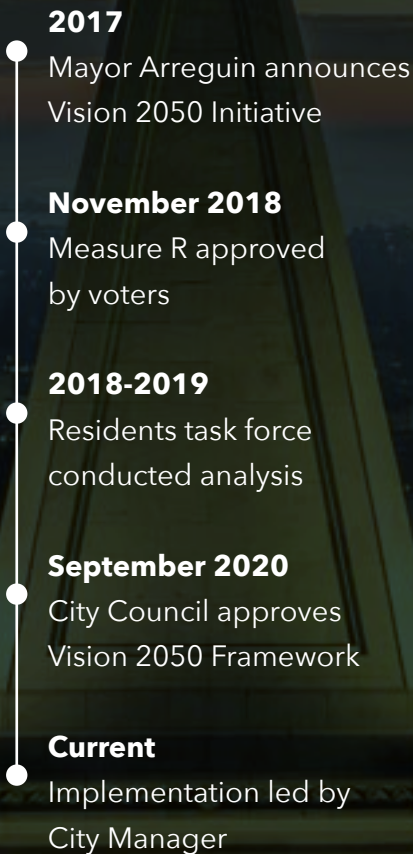 2017
Mayor Arreguin announces
Vision 2050 Initiative
November 2018
Measure R approved
by voters
2018-2019
Residents task force
conducted analysis
September 2020
City Council approves
Vision 2050 Framework
Current
Implementation led by
City Manager